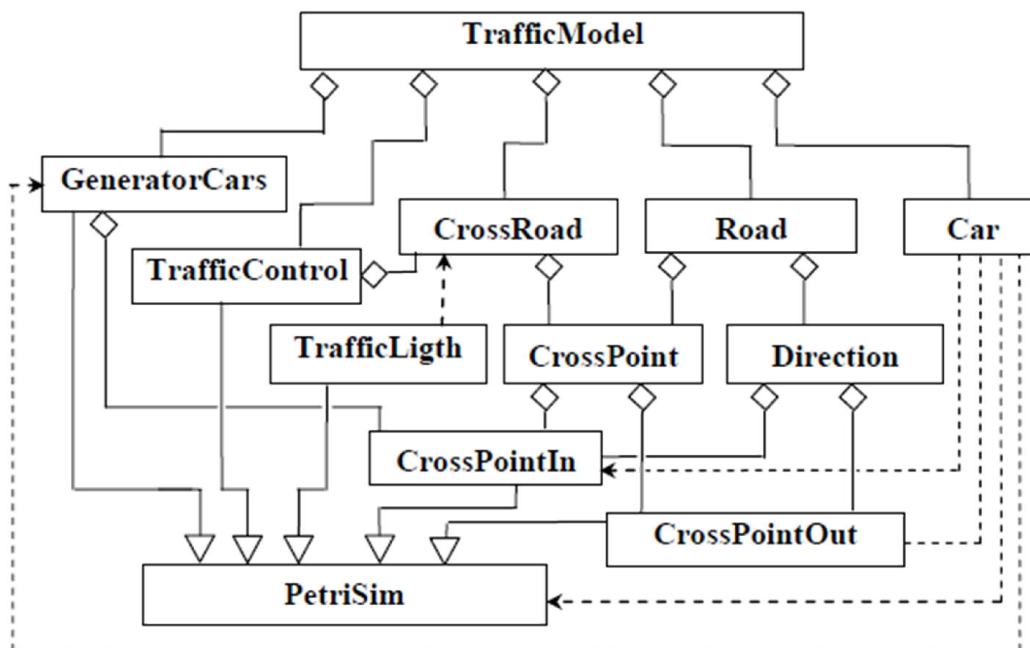 TrafficModel
GeneratorCars
CrossRoad
Road
Car
TrafficControl
TrafficLigth
CrossPoint
Direction
CrossPointIn
CrossPointOut
PetriSim